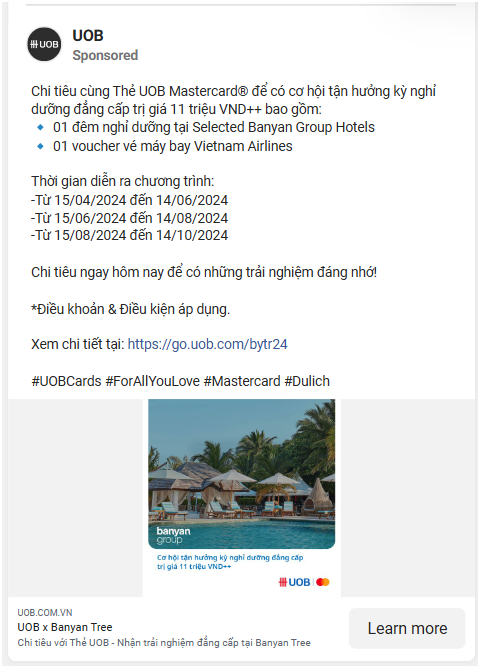 UOB
UOB
Sponsored
Chi tiêu cùng Thẻ UOB Mastercard® để có cơ hội tận hưởng kỳ nghỉ
dưỡng đẳng cấp trị giá 11 triệu VND++ bao gồm:
🔹 01 đêm nghỉ dưỡng tại Selected Banyan Group Hotels
🔹 01 voucher vé máy bay Vietnam Airlines
Thời gian diễn ra chương trình:
-Từ 15/04/2024 đến 14/06/2024
-Từ 15/06/2024 đến 14/08/2024
-Từ 15/08/2024 đến 14/10/2024
Chi tiêu ngay hôm nay để có những trải nghiệm đáng nhớ!
*Điều khoản & Điều kiện áp dụng.
Xem chi tiết tại: https://go.uob.com/bytr24
#UOBCards #ForAllYouLove #Mastercard #Dulich
banyan
group
Cơ hội tận hưởng kỳ nghỉ dưỡng đẳng cấp
trị giá 11 triệu VND++
UOB
UOB.COM.VN
UOB x Banyan Tree
Chi tiêu với Thẻ UOB - Nhận trải nghiệm đẳng cấp tại Banyan Tree
Learn more